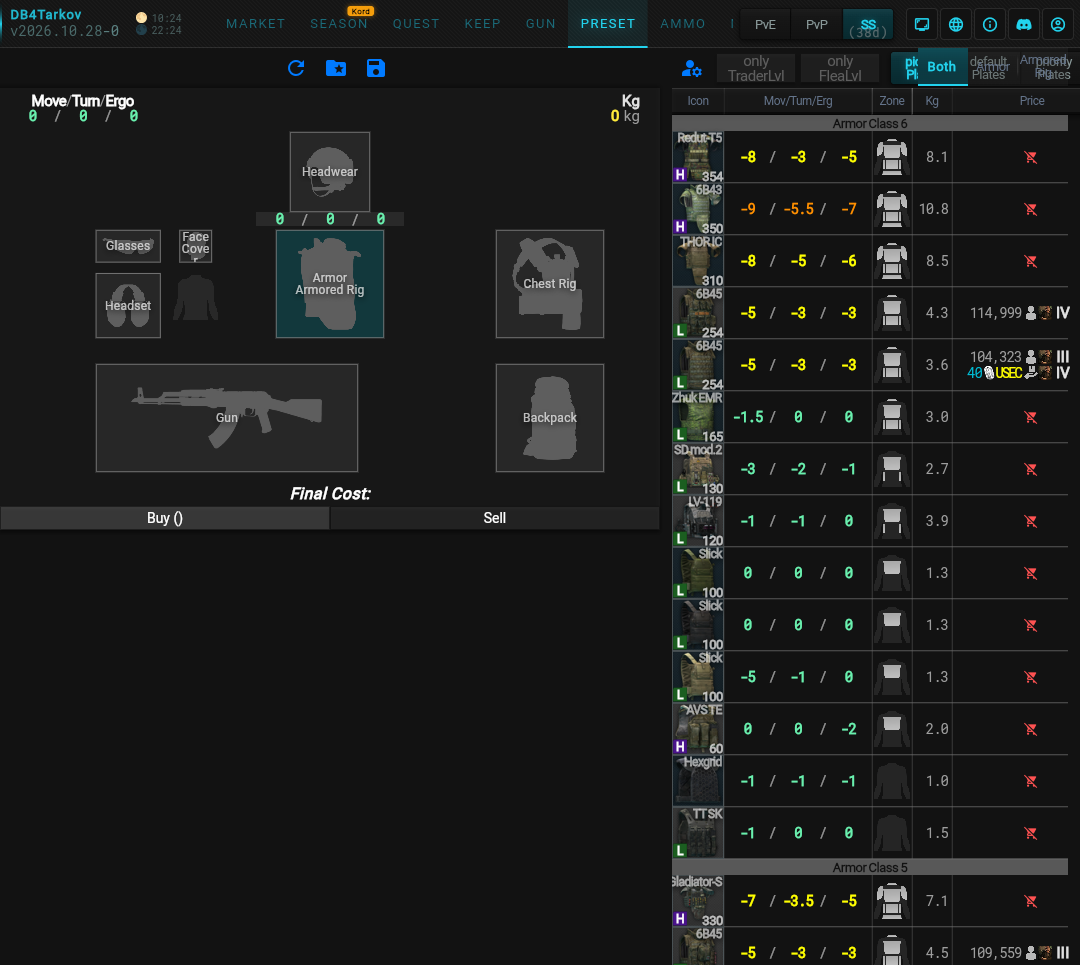 DB4Tarkov
v2026.10.28-0
10:24
22:24
MARKET
SEASON
Kord
QUEST
KEEP
GUN
PRESET
AMMO
PvE
PvP
SS
(38d)
only
TraderLvl
only
FleaLvl
Both
default
Plates
Armor
Armored
Rig
priority
Plates
Move/Turn/Ergo
0 / 0 / 0
Kg
0 kg
Headwear
0 / 0 / 0
Glasses
Face
Cove
r
Headset
Armor
Armored Rig
Chest Rig
Gun
Backpack
Final Cost:
Buy ()
Sell
Icon Mov/Tum/Erg Zone Kg Price
Armor Class 6
Redut-T5 H 354 -8 / -3 / -5 8.1
6B43 H 350 -9 / -5.5 / -7 10.8
THOR IC 310 -8 / -5 / -6 8.5
6B45 L 254 -5 / -3 / -3 4.3 114,999 IV
6B45 L 254 -5 / -3 / -3 3.6 104,323 III
40 USEC IV
Zhuk EMR L 165 -1.5 / 0 / 0 3.0
SD mod.2 L 130 -3 / -2 / -1 2.7
LV-119 L 120 -1 / -1 / 0 3.9
Slick L 100 0 / 0 / 0 1.3
Slick L 100 0 / 0 / 0 1.3
Slick L 100 -5 / -1 / 0 1.3
AVS TE H 60 0 / 0 / -2 2.0
Hexgrid -1 / -1 / -1 1.0
TT SK L -1 / 0 / 0 1.5
Armor Class 5
Gladiator-S H 330 -7 / -3.5 / -5 7.1
6B45 -5 / -3 / -3 4.5 109,559 III